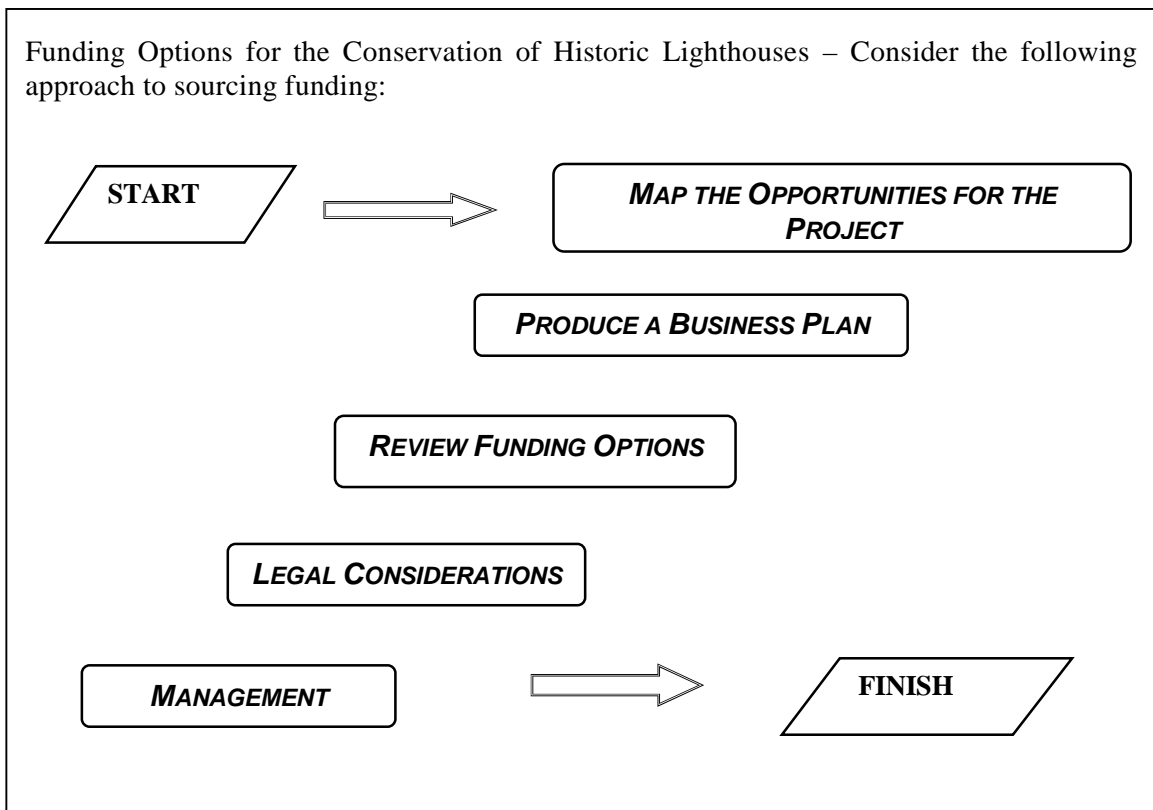 Funding Options for the Conservation of Historic Lighthouses – Consider the following
approach to sourcing funding:
START
MAP THE OPPORTUNITIES FOR THE
PROJECT
PRODUCE A BUSINESS PLAN
REVIEW FUNDING OPTIONS
LEGAL CONSIDERATIONS
MANAGEMENT
FINISH